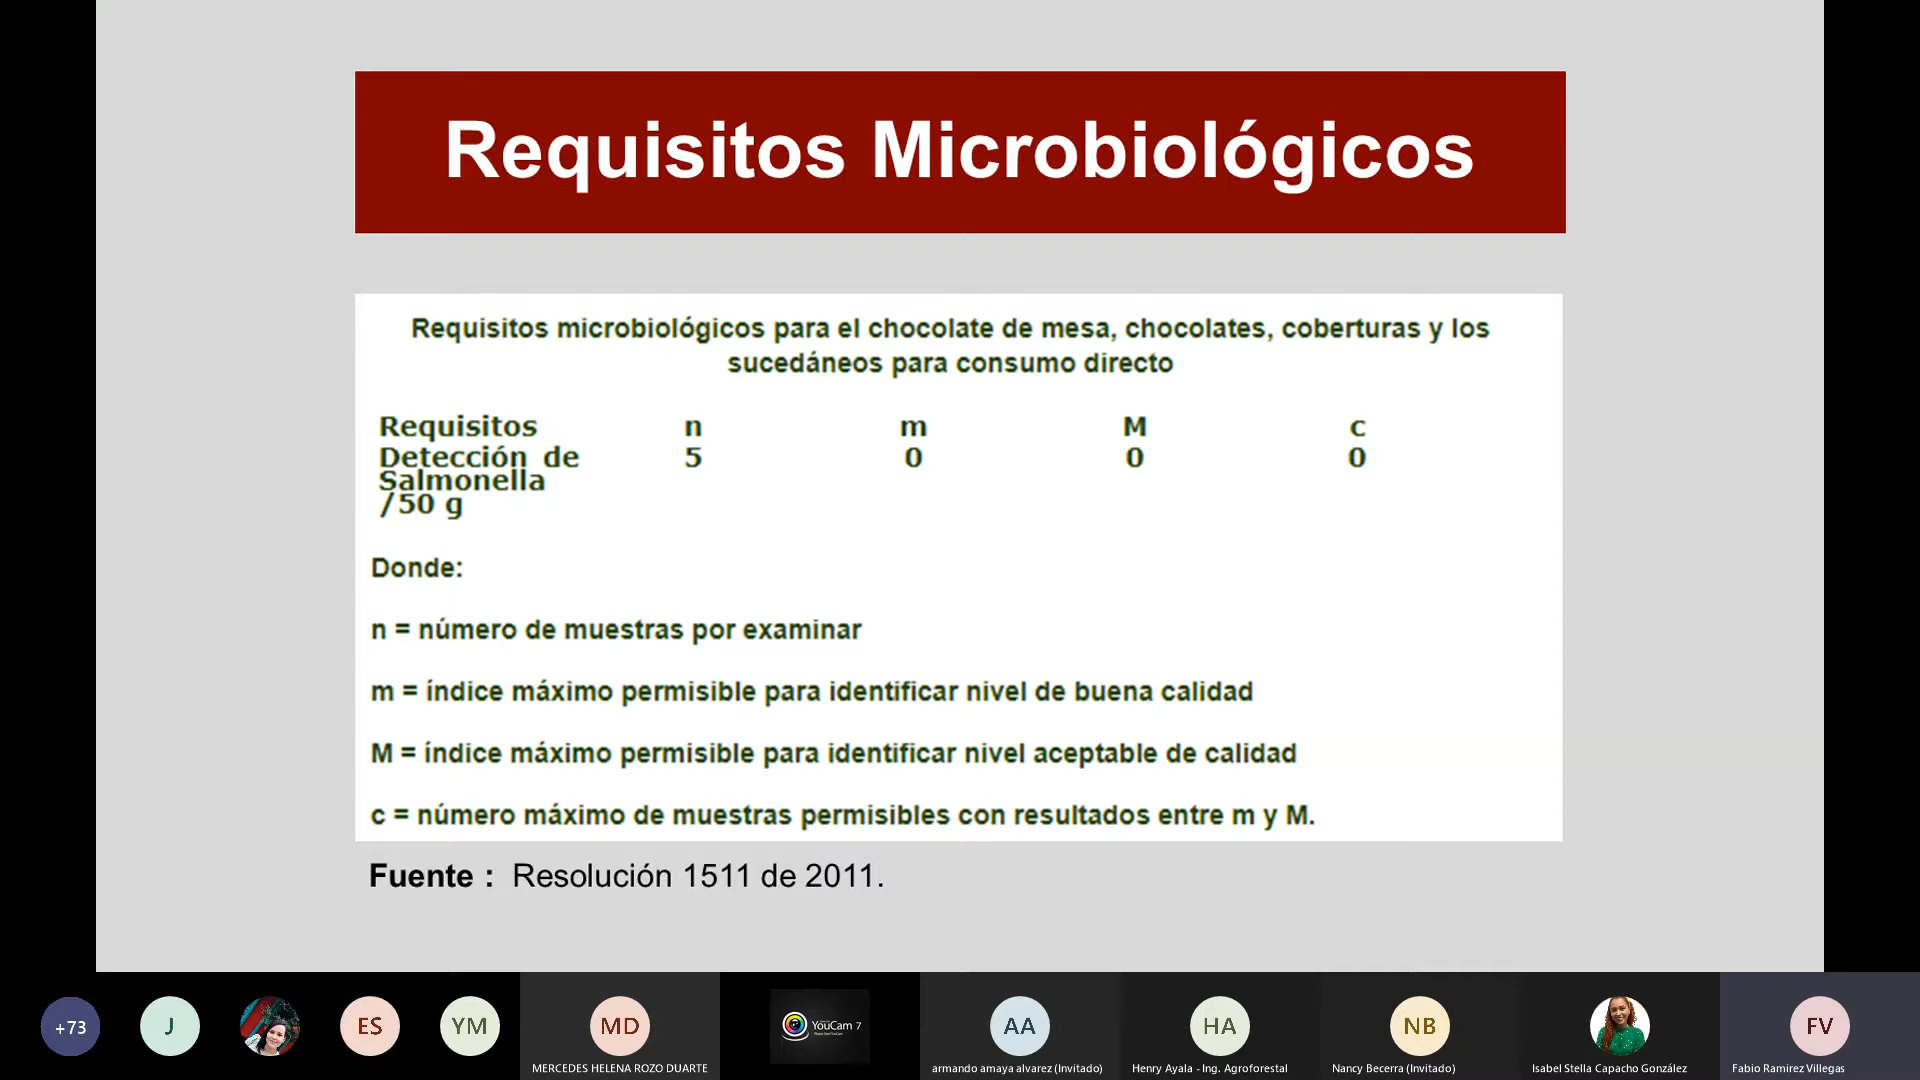 Requisitos Microbiológicos
Requisitos microbiológicos para el chocolate de mesa, chocolates, coberturas y los
sucedáneos para consumo directo
Requisitos n m M c
Detección de 5 0 0 0
Salmonella
/50 g
Donde:
n = número de muestras por examinar
m = índice máximo permisible para identificar nivel de buena calidad
M = índice máximo permisible para identificar nivel aceptable de calidad
c = número máximo de muestras permisibles con resultados entre m y M.
Fuente : Resolución 1511 de 2011.
+73 J ES YM MD YouCam 7 AA HA NB FV
MERCEDES HELENA ROZO DUARTE armando amaya alvarez (Invitado) Henry Ayala - Ing. Agroforestal Nancy Becerra (Invitado) Isabel Stella Capacho González Fabio Ramirez Villegas